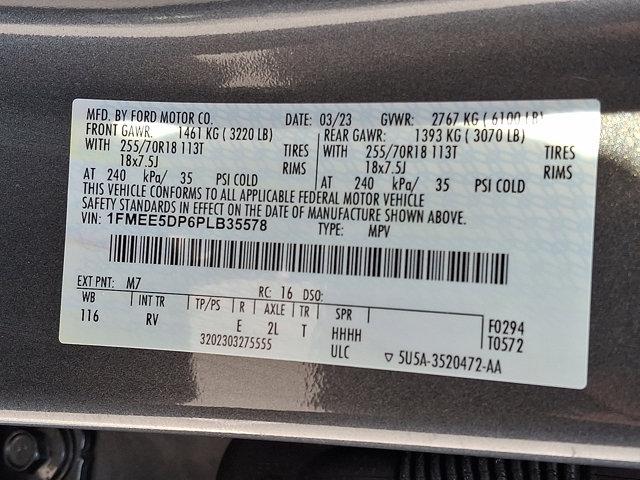 MFD. BY FORD MOTOR CO. DATE: 03/23 GVWR: 2767 KG ( 6100 LB)
FRONT GAWR: 1461 KG ( 3220 LB) REAR GAWR: 1393 KG ( 3070 LB)
WITH 255/70R18 113T TIRES WITH 255/70R18 113T TIRES
18x7.5J RIMS 18x7.5J RIMS
AT 240 kPa/ 35 PSI COLD AT 240 kPa/ 35 PSI COLD
THIS VEHICLE CONFORMS TO ALL APPLICABLE FEDERAL MOTOR VEHICLE
SAFETY STANDARDS IN EFFECT ON THE DATE OF MANUFACTURE SHOWN ABOVE.
VIN: 1FMEE5DP6PLB35578 TYPE: MPV
EXT PNT: M7 RC: 16 DSO:
WB INT TR TP/PS R AXLE TR SPR
116 RV E 2L T HHHH F0294
3202303275555 ULC T0572
5U5A-3520472-AA